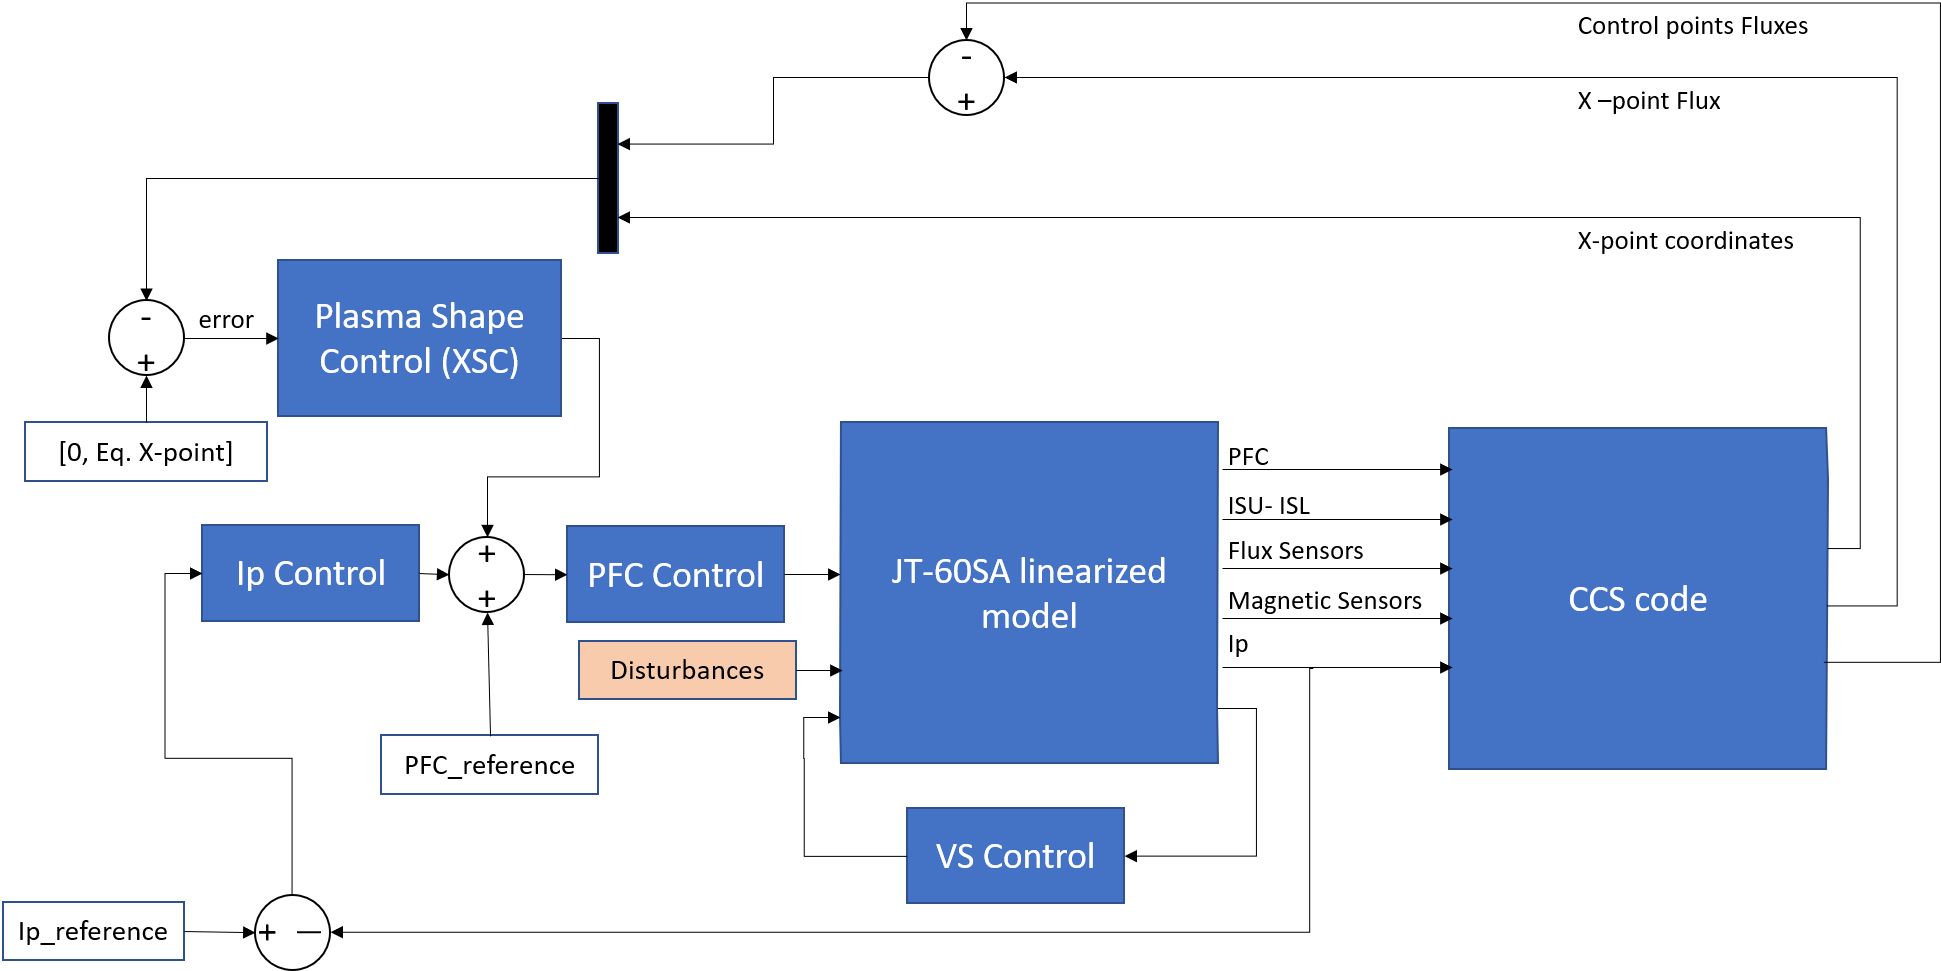 Control points Fluxes
-
+
X –point Flux
X-point coordinates
-
+
error
Plasma Shape
Control (XSC)
[0, Eq. X-point]
Ip Control
+
+
PFC Control
JT-60SA linearized
model
PFC
ISU- ISL
Flux Sensors
Magnetic Sensors
Ip
CCS code
Disturbances
PFC_reference
VS Control
Ip_reference
+ —